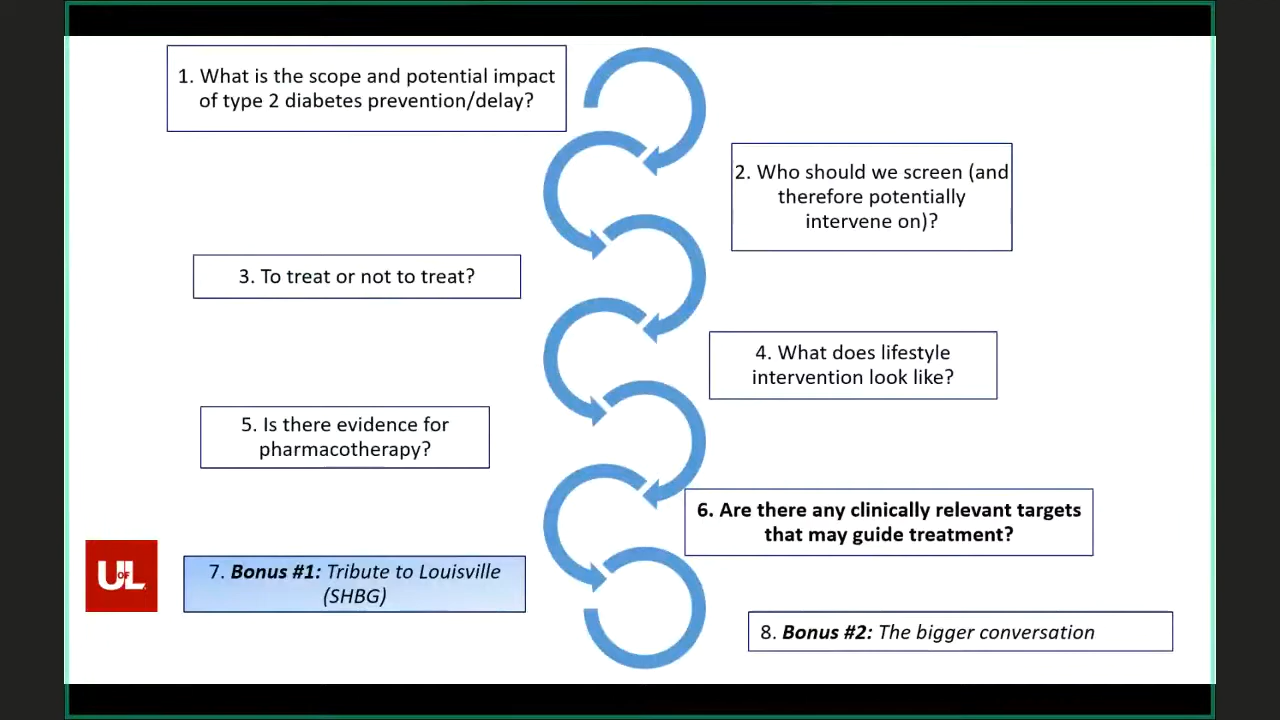 1. What is the scope and potential impact
of type 2 diabetes prevention/delay?
2. Who should we screen (and
therefore potentially
intervene on)?
3. To treat or not to treat?
4. What does lifestyle
intervention look like?
5. Is there evidence for
pharmacotherapy?
6. Are there any clinically relevant targets
that may guide treatment?
UL
OF
7. Bonus #1: Tribute to Louisville
(SHBG)
8. Bonus #2: The bigger conversation